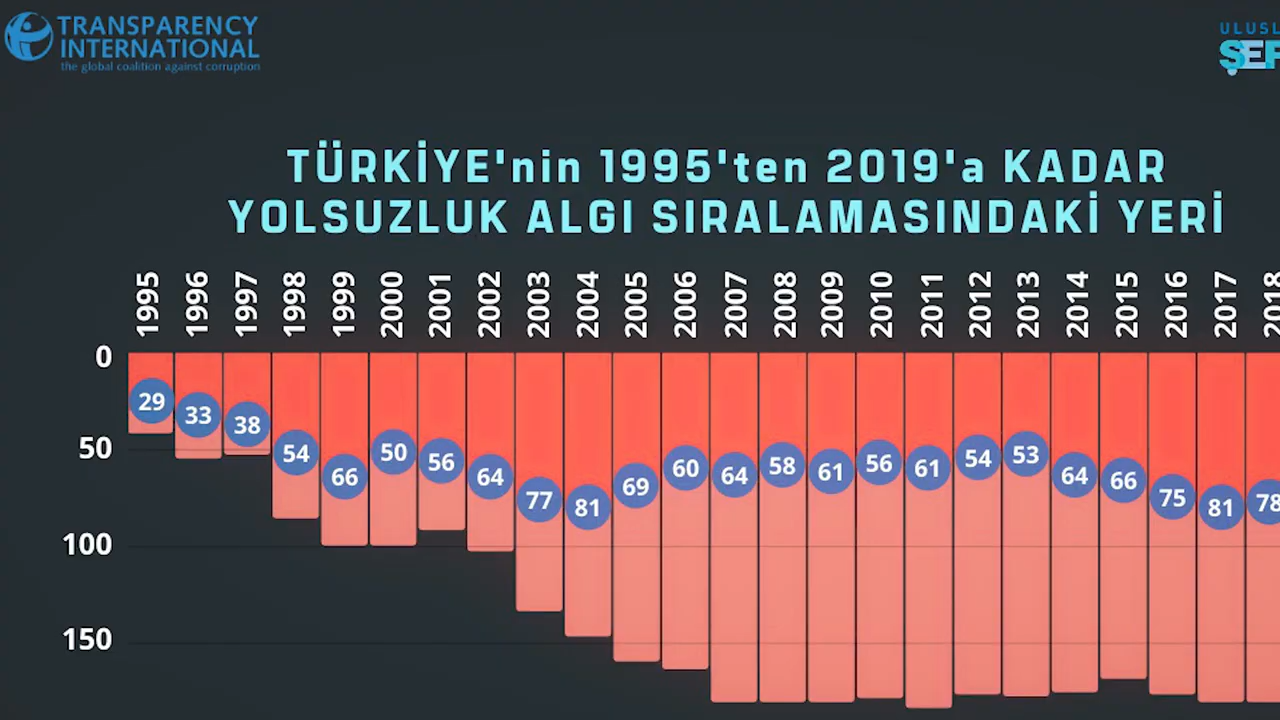 TRANSPARENCY
INTERNATIONAL
the global coalition against corruption
TÜRKİYE'nin 1995'ten 2019'a KADAR
YOLSUZLUK ALGI SIRALAMASINDAKİ YERİ
1995 1996 1997 1998 1999 2000 2001 2002 2003 2004 2005 2006 2007 2008 2009 2010 2011 2012 2013 2014 2015 2016 2017 2018
0
29 33 38 54 66 50 56 64 77 81 69 60 64 58 61 56 61 54 53 64 66 75 81 78
50
100
150